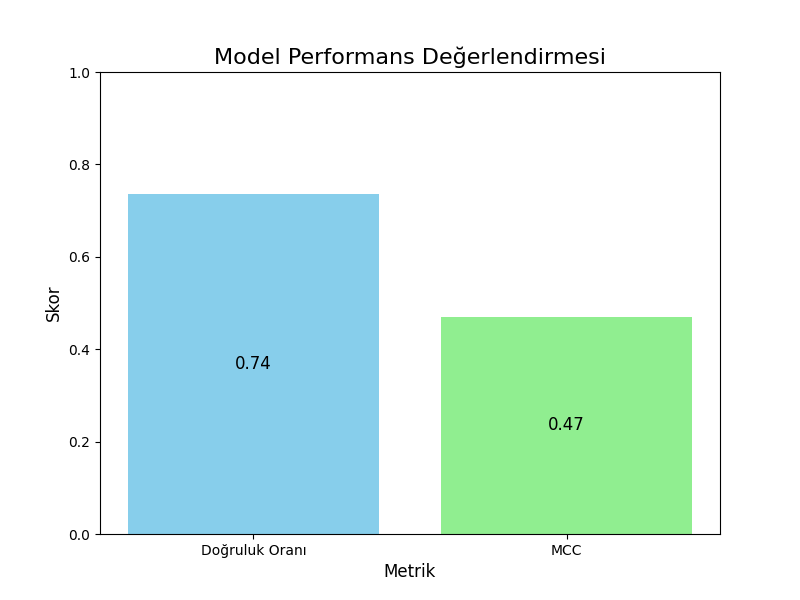 Model Performans Değerlendirmesi
1.0
0.8
0.6
0.4
0.2
0.0
Skor
0.74
0.47
Doğruluk Oranı
MCC
Metrik